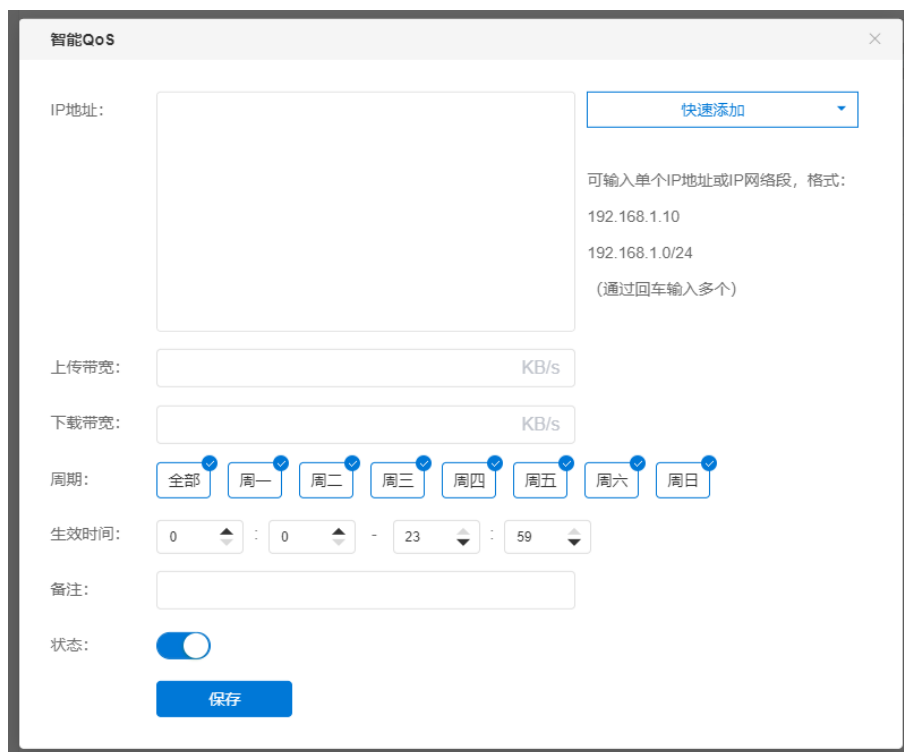 智能QoS
IP地址：
快速添加
可输入单个IP地址或IP网络段，格式：
192.168.1.10
192.168.1.0/24
（通过回车输入多个）
上传带宽： KB/s
下载带宽： KB/s
周期： 全部 周一 周二 周三 周四 周五 周六 周日
生效时间： 0 : 0 - 23 : 59
备注：
状态：
保存